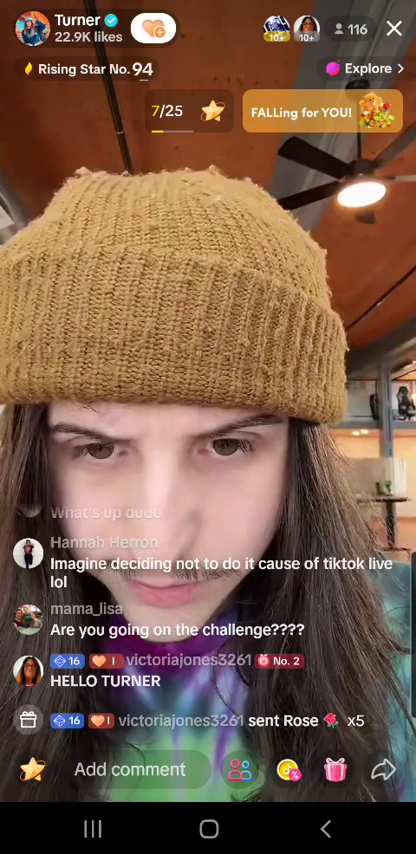 Turner
22.9K likes
10+
10+
116
Rising Star No.94
Explore
7/25
FALLing for YOU!
What's up dude
Hannah Herron
Imagine deciding not to do it cause of tiktok live
lol
mama_lisa
Are you going on the challenge????
16 I victoriajones3261 No. 2
HELLO TURNER
16 I victoriajones3261 sent Rose x5
Add comment